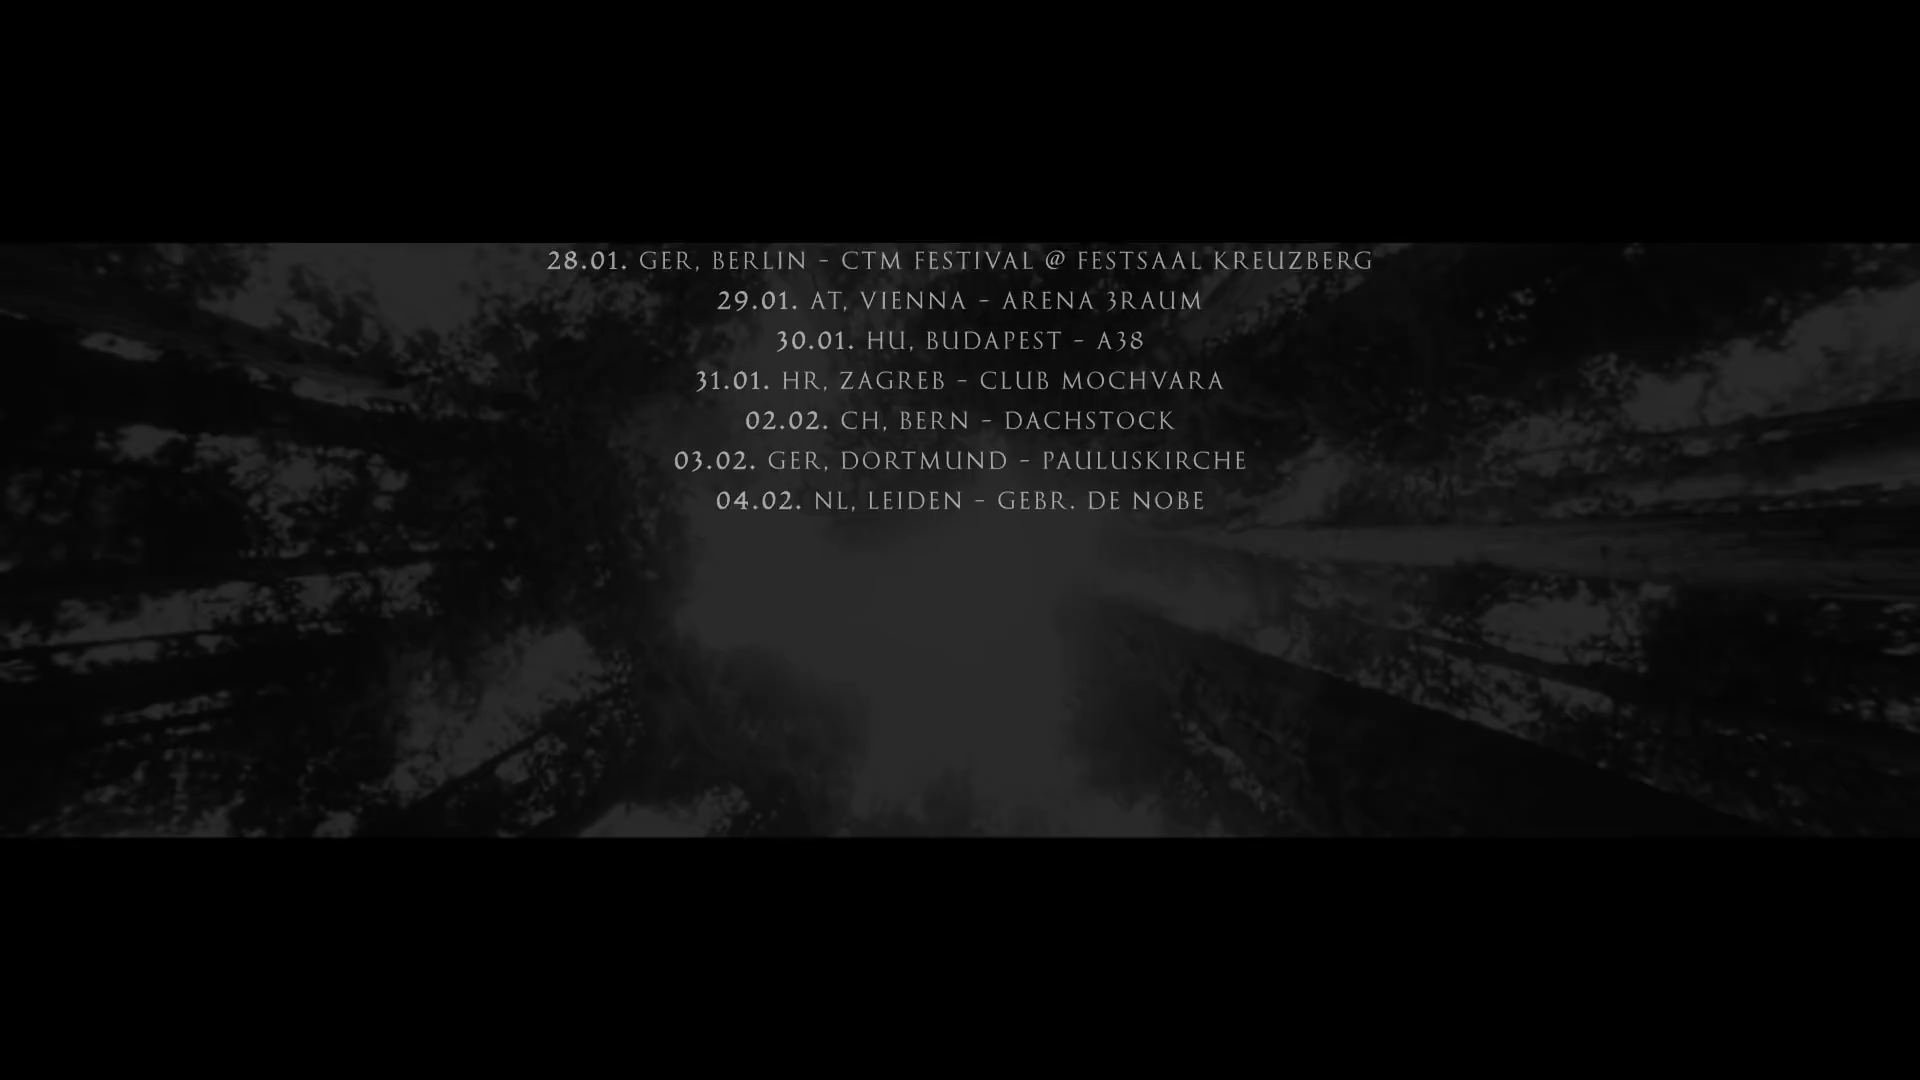 28.01. GER, BERLIN – CTM FESTIVAL @ FESTSAAL KREUZBERG
29.01. AT, VIENNA – ARENA 3RAUM
30.01. HU, BUDAPEST – A38
31.01. HR, ZAGREB – CLUB MOCHVARA
02.02. CH, BERN – DACHSTOCK
03.02. GER, DORTMUND – PAULUSKIRCHE
04.02. NL, LEIDEN – GEBR. DE NOBE